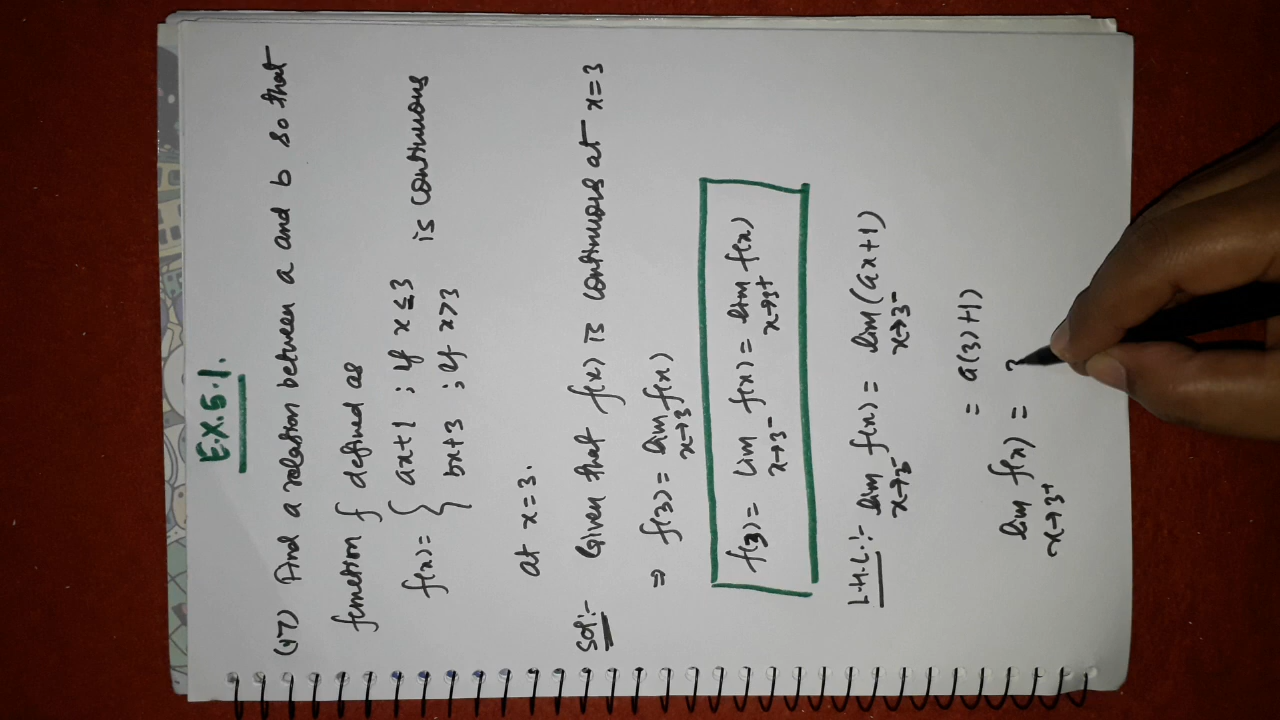 EX.5.1.
(17) Find a relation between a and b so that
function f defined as
f(x) = { ax+1 ; if x ≤ 3
bx+3 ; if x>3 is continuous
at x=3.
Sol:- Given that f(x) is continuous at x=3
⇒ f(3) = lim x→3 f(x)
f(3) = lim x→3⁻ f(x) = lim x→3⁺ f(x)
L.H.L:- lim x→3⁻ f(x) = lim x→3⁻ (ax+1)
= a(3)+1)
lim x→3+ f(x) =